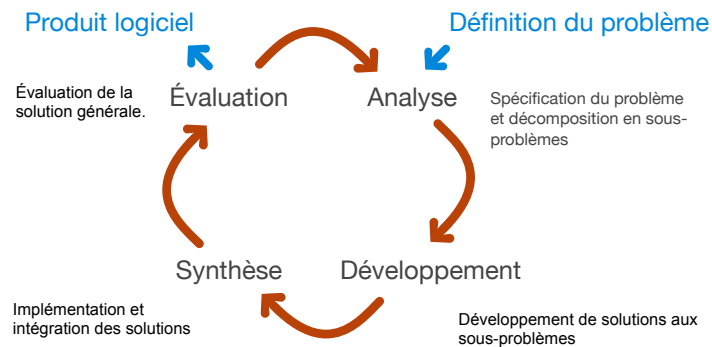 Produit logiciel
Définition du problème
Évaluation de la
solution générale.
Évaluation
Analyse
Spécification du problème
et décomposition en sous-
problèmes
Synthèse
Développement
Implémentation et
intégration des solutions
Développement de solutions aux
sous-problèmes